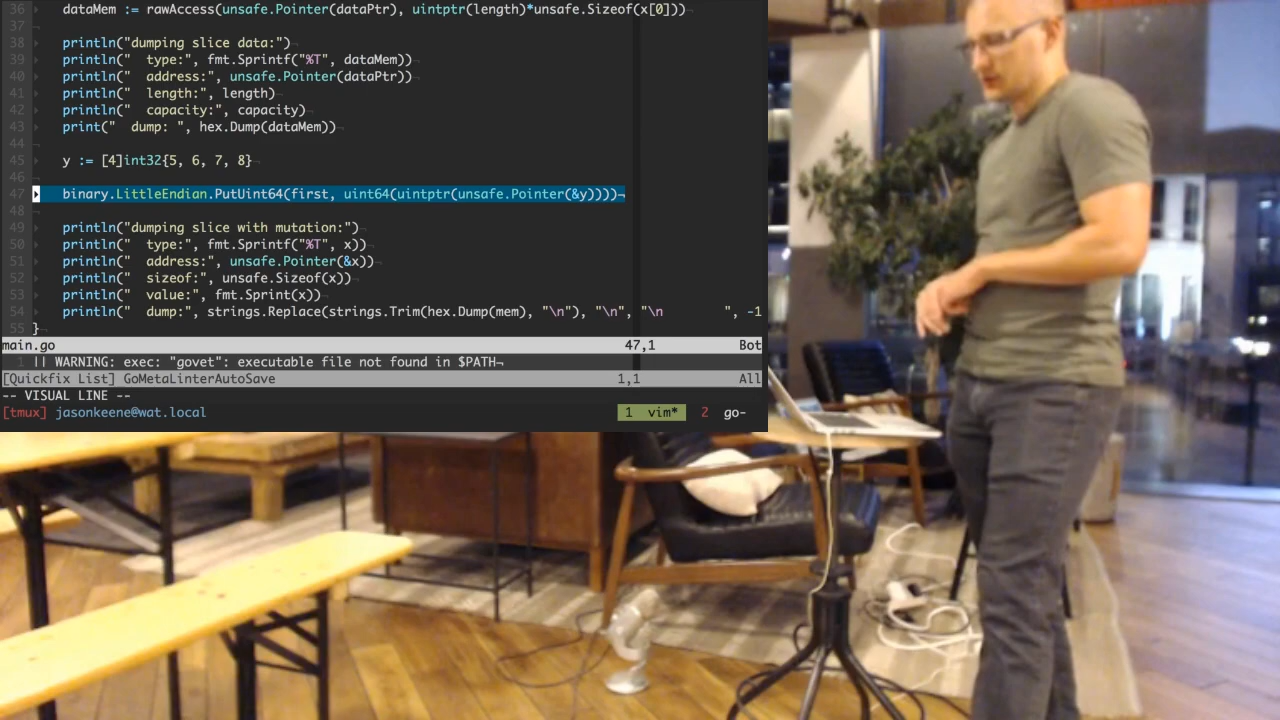 36 dataMem := rawAccess(unsafe.Pointer(dataPtr), uintptr(length)*unsafe.Sizeof(x[0]))¬
37
38 println("dumping slice data:")¬
39 println("  type:", fmt.Sprintf("%T", dataMem))¬
40 println("  address:", unsafe.Pointer(dataPtr))¬
41 println("  length:", length)¬
42 println("  capacity:", capacity)¬
43 print("  dump: ", hex.Dump(dataMem))¬
44
45 y := [4]int32{5, 6, 7, 8}¬
46
47 binary.LittleEndian.PutUint64(first, uint64(uintptr(unsafe.Pointer(&y))))¬
48
49 println("dumping slice with mutation:")¬
50 println("  type:", fmt.Sprintf("%T", x))¬
51 println("  address:", unsafe.Pointer(&x))¬
52 println("  sizeof:", unsafe.Sizeof(x))¬
53 println("  value:", fmt.Sprint(x))¬
54 println("  dump:", strings.Replace(strings.Trim(hex.Dump(mem), "\n"), "\n", "\n        ", -1
55 }¬
main.go 47,1 Bot
1 || WARNING: exec: "govet": executable file not found in $PATH¬
[Quickfix List] GoMetaLinterAutoSave 1,1 All
-- VISUAL LINE --
[tmux] jasonkeene@wat.local 1 vim* 2 go-